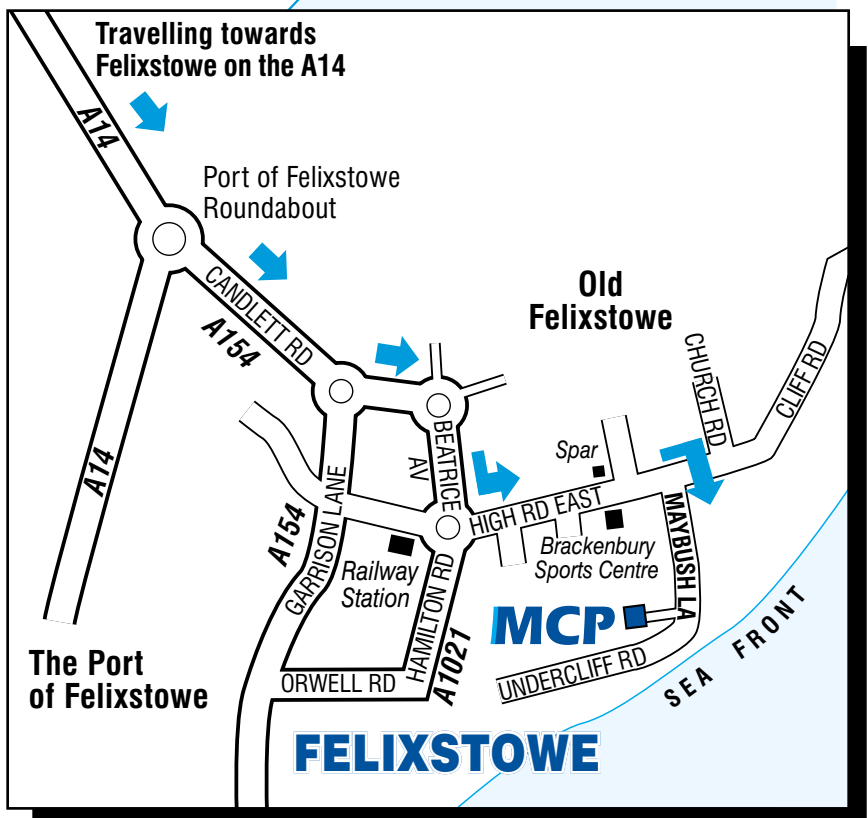 Travelling towards
Felixstowe on the A14
A14
Port of Felixstowe
Roundabout
CANDLETT RD
A154
Old
Felixstowe
CHURCH RD
CLIFF RD
BEATRICE
AV
Spar
HIGH RD EAST
A14
A154
GARRISON LANE
Railway
Station
HAMILTON RD
A1021
Brackenbury
Sports Centre
MAYBUSH LA
MCP
UNDERCLIFF RD
SEA FRONT
The Port
of Felixstowe
ORWELL RD
FELIXSTOWE